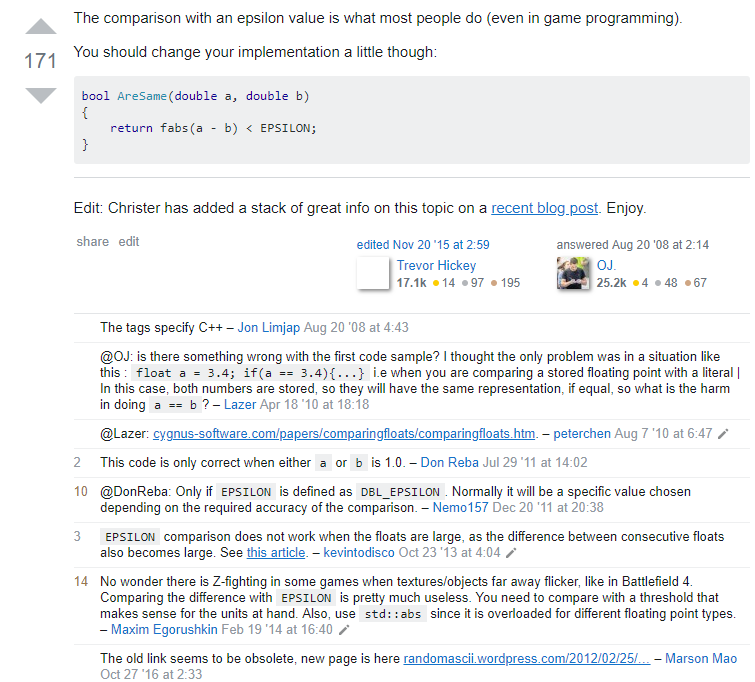 The comparison with an epsilon value is what most people do (even in game programming).
171
You should change your implementation a little though:
bool AreSame(double a, double b)
{
    return fabs(a - b) < EPSILON;
}
Edit: Christer has added a stack of great info on this topic on a recent blog post. Enjoy.
share edit
edited Nov 20 '15 at 2:59
Trevor Hickey
17.1k 14 97 195
answered Aug 20 '08 at 2:14
OJ.
25.2k 4 48 67
The tags specify C++ – Jon Limjap Aug 20 '08 at 4:43
@OJ: is there something wrong with the first code sample? I thought the only problem was in a situation like
this : float a = 3.4; if(a == 3.4){...} i.e when you are comparing a stored floating point with a literal |
In this case, both numbers are stored, so they will have the same representation, if equal, so what is the harm
in doing a == b ? – Lazer Apr 18 '10 at 18:18
@Lazer: cygnus-software.com/papers/comparingfloats/comparingfloats.htm. – peterchen Aug 7 '10 at 6:47
2 This code is only correct when either a or b is 1.0. – Don Reba Jul 29 '11 at 14:02
10 @DonReba: Only if EPSILON is defined as DBL_EPSILON . Normally it will be a specific value chosen
depending on the required accuracy of the comparison. – Nemo157 Dec 20 '11 at 20:38
3 EPSILON comparison does not work when the floats are large, as the difference between consecutive floats
also becomes large. See this article. – kevintodisco Oct 23 '13 at 4:04
14 No wonder there is Z-fighting in some games when textures/objects far away flicker, like in Battlefield 4.
Comparing the difference with EPSILON is pretty much useless. You need to compare with a threshold that
makes sense for the units at hand. Also, use std::abs since it is overloaded for different floating point types.
– Maxim Egorushkin Feb 19 '14 at 16:40
The old link seems to be obsolete, new page is here randomascii.wordpress.com/2012/02/25/... – Marson Mao
Oct 27 '16 at 2:33